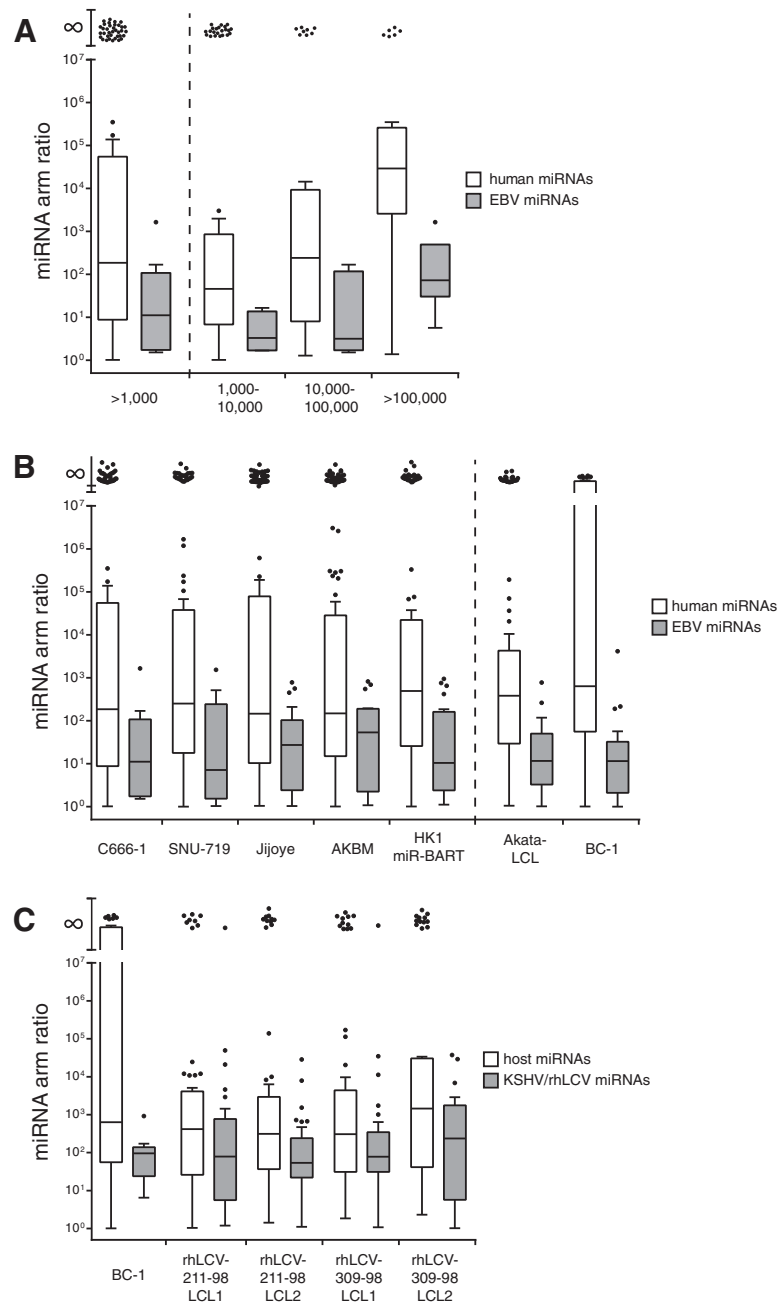 A
∞
10⁷
10⁶
10⁵
10⁴
10³
10²
10¹
10⁰
miRNA arm ratio
human miRNAs
EBV miRNAs
>1,000
1,000-
10,000
10,000-
100,000
>100,000
B
∞
10⁷
10⁶
10⁵
10⁴
10³
10²
10¹
10⁰
miRNA arm ratio
human miRNAs
EBV miRNAs
C666-1
SNU-719
Jijoye
AKBM
HK1
miR-BART
Akata-
LCL
BC-1
C
∞
10⁷
10⁶
10⁵
10⁴
10³
10²
10¹
10⁰
miRNA arm ratio
host miRNAs
KSHV/rhLCV miRNAs
BC-1
rhLCV-
211-98
LCL1
rhLCV-
211-98
LCL2
rhLCV-
309-98
LCL1
rhLCV-
309-98
LCL2